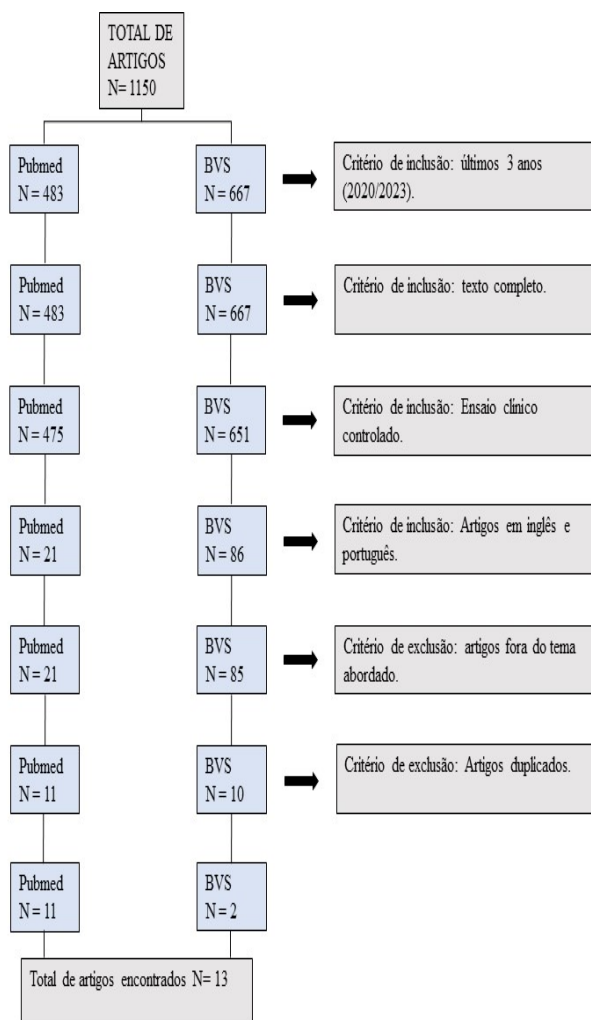 TOTAL DE
ARTIGOS
N= 1150
Pubmed
N = 483
BVS
N = 667
Critério de inclusão: últimos 3 anos
(2020/2023).
Pubmed
N = 483
BVS
N = 667
Critério de inclusão: texto completo.
Pubmed
N = 475
BVS
N = 651
Critério de inclusão: Ensaio clínico
controlado.
Pubmed
N = 21
BVS
N = 86
Critério de inclusão: Artigos em inglês e
português.
Pubmed
N = 21
BVS
N = 85
Critério de exclusão: artigos fora do tema
abordado.
Pubmed
N = 11
BVS
N = 10
Critério de exclusão: Artigos duplicados.
Pubmed
N = 11
BVS
N = 2
Total de artigos encontrados N= 13